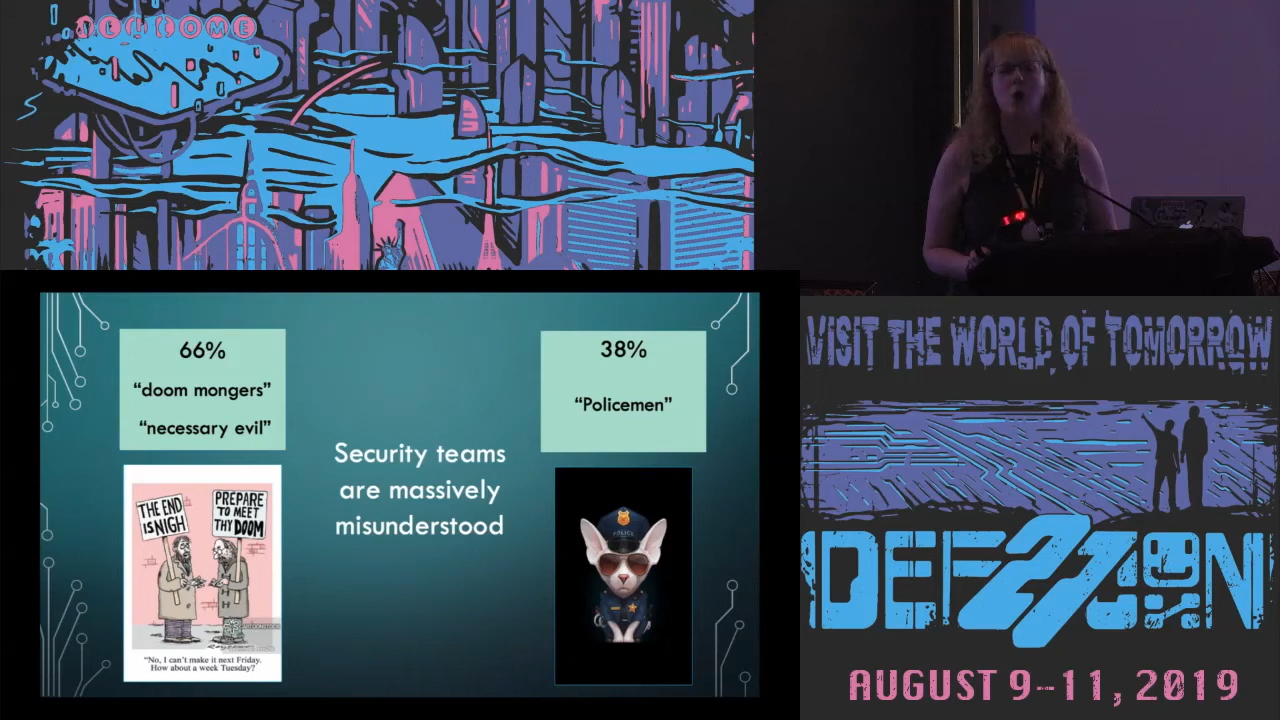 WELCOME
66%
“doom mongers”
“necessary evil”
THE END
IS NIGH
PREPARE
TO MEET
THY DOOM
“No, I can't make it next Friday.
How about a week Tuesday?
Security teams
are massively
misunderstood
38%
“Policemen”
POLICE
VISIT THE WORLD OF TOMORROW
DEF27CON
AUGUST 9-11, 2019